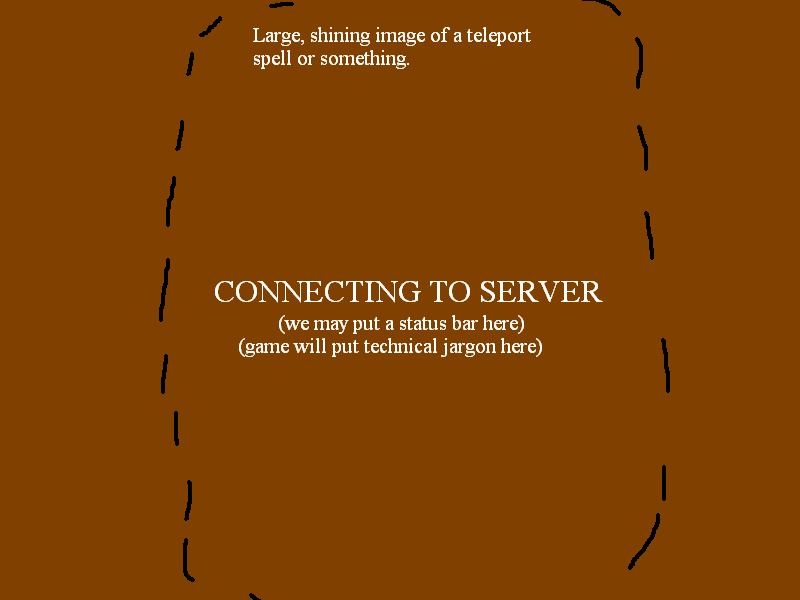 Large, shining image of a teleport
spell or something.
CONNECTING TO SERVER
(we may put a status bar here)
(game will put technical jargon here)